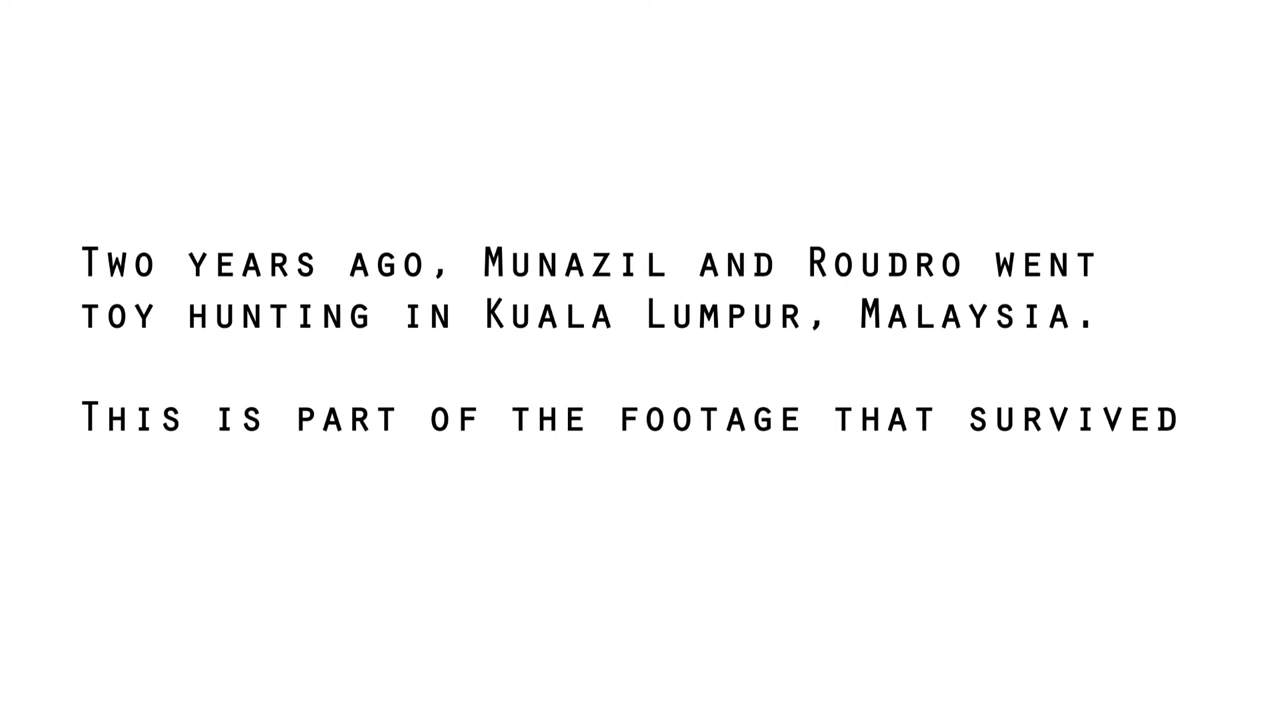 Two years ago, Munazil and Roudro went
toy hunting in Kuala Lumpur, Malaysia.
This is part of the footage that survived